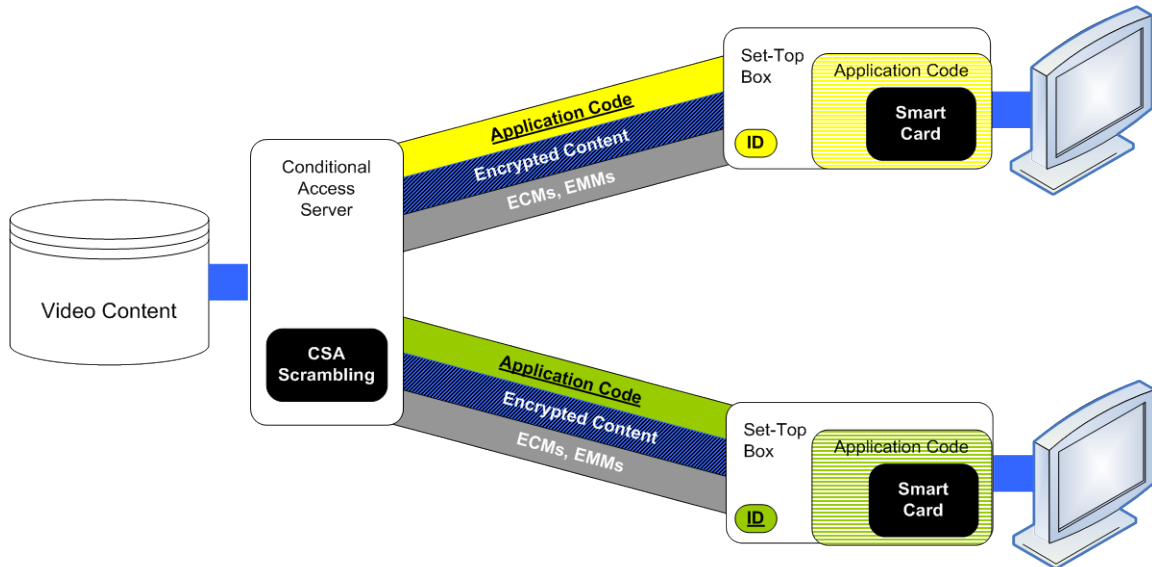 Video Content
Conditional
Access
Server
CSA
Scrambling
Application Code
Encrypted Content
ECMs, EMMs
Set-Top
Box
ID
Application Code
Smart
Card
Application Code
Encrypted Content
ECMs, EMMs
Set-Top
Box
ID
Application Code
Smart
Card